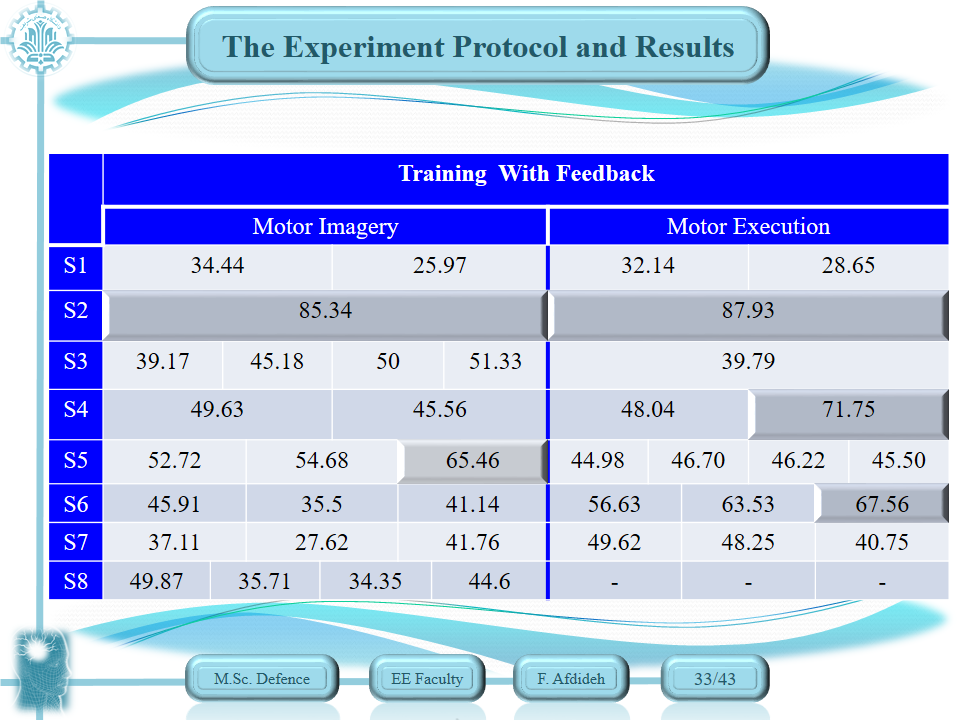 The Experiment Protocol and Results
Training With Feedback
Motor Imagery Motor Execution
S1 34.44 25.97 32.14 28.65
S2 85.34 87.93
S3 39.17 45.18 50 51.33 39.79
S4 49.63 45.56 48.04 71.75
S5 52.72 54.68 65.46 44.98 46.70 46.22 45.50
S6 45.91 35.5 41.14 56.63 63.53 67.56
S7 37.11 27.62 41.76 49.62 48.25 40.75
S8 49.87 35.71 34.35 44.6 - - -
M.Sc. Defence EE Faculty F. Afdideh 33/43